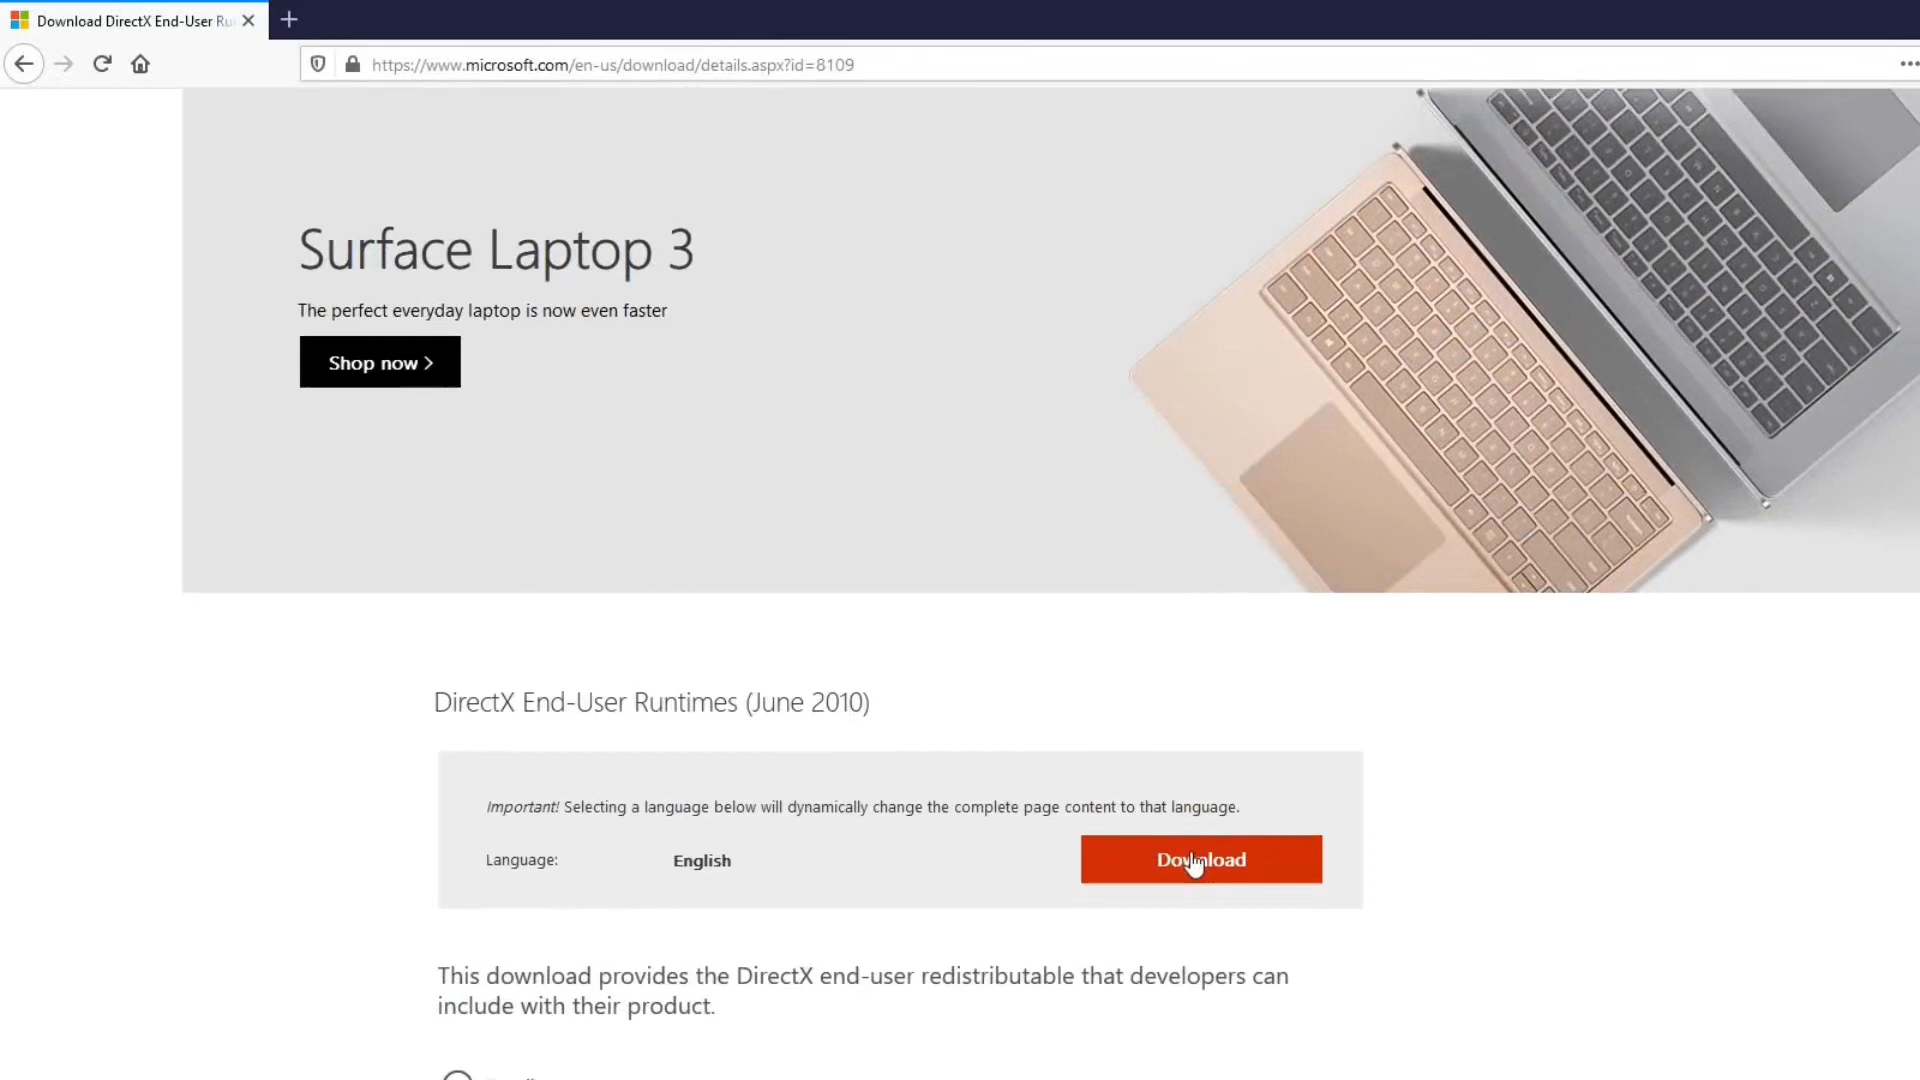 Download DirectX End-User Ru
https://www.microsoft.com/en-us/download/details.aspx?id=8109
Surface Laptop 3
The perfect everyday laptop is now even faster
Shop now >
DirectX End-User Runtimes (June 2010)
Important! Selecting a language below will dynamically change the complete page content to that language.
Language: English Download
This download provides the DirectX end-user redistributable that developers can
include with their product.